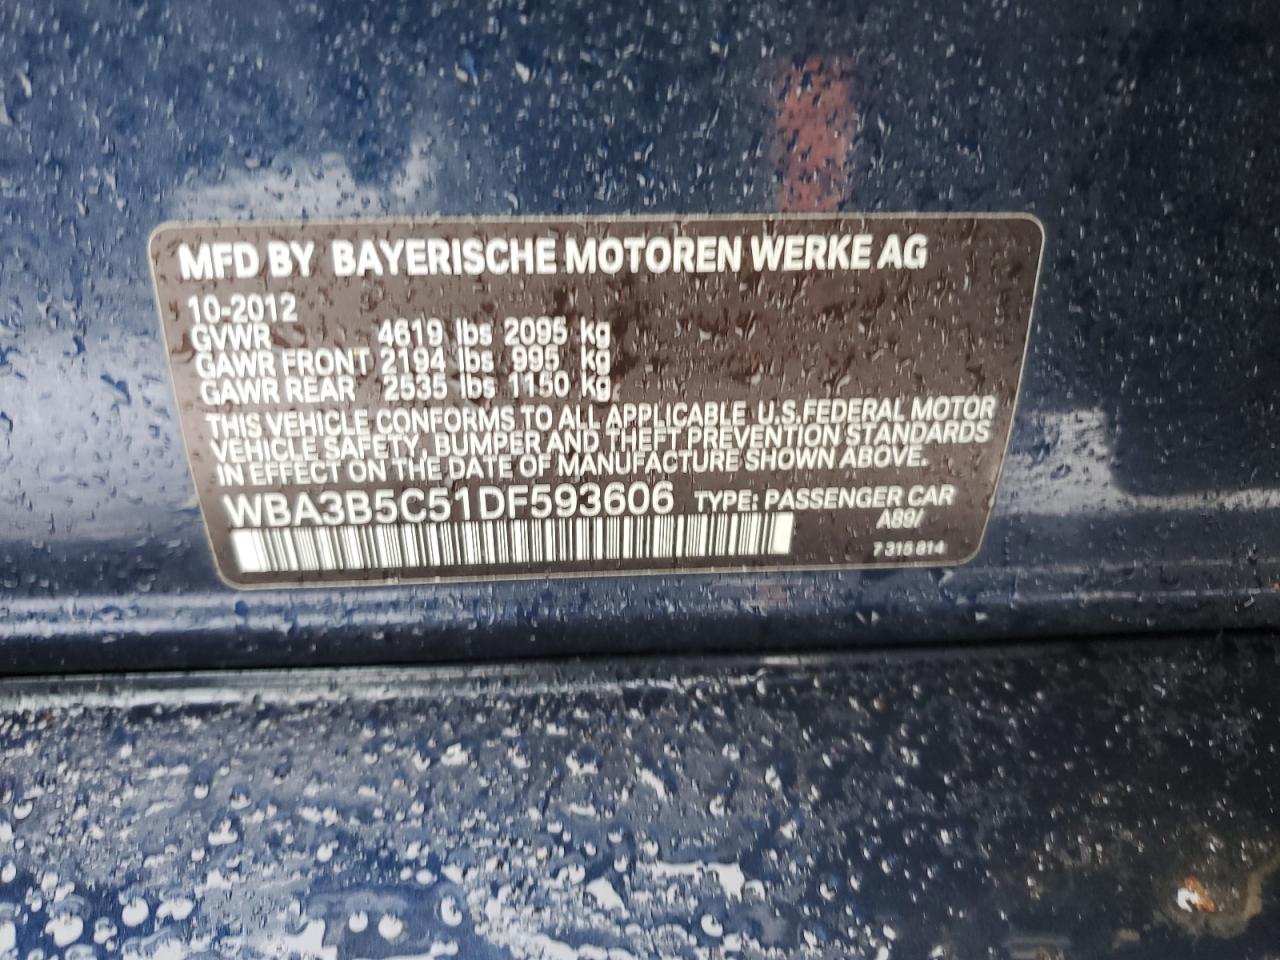 MFD BY BAYERISCHE MOTOREN WERKE AG
10-2012
GVWR 4619 lbs 2095 kg
GAWR FRONT 2194 lbs 995 kg
GAWR REAR 2535 lbs 1150 kg
THIS VEHICLE CONFORMS TO ALL APPLICABLE U.S.FEDERAL MOTOR
VEHICLE SAFETY, BUMPER AND THEFT PREVENTION STANDARDS
IN EFFECT ON THE DATE OF MANUFACTURE SHOWN ABOVE.
WBA3B5C51DF593606 TYPE: PASSENGER CAR
A89/
7 315 814